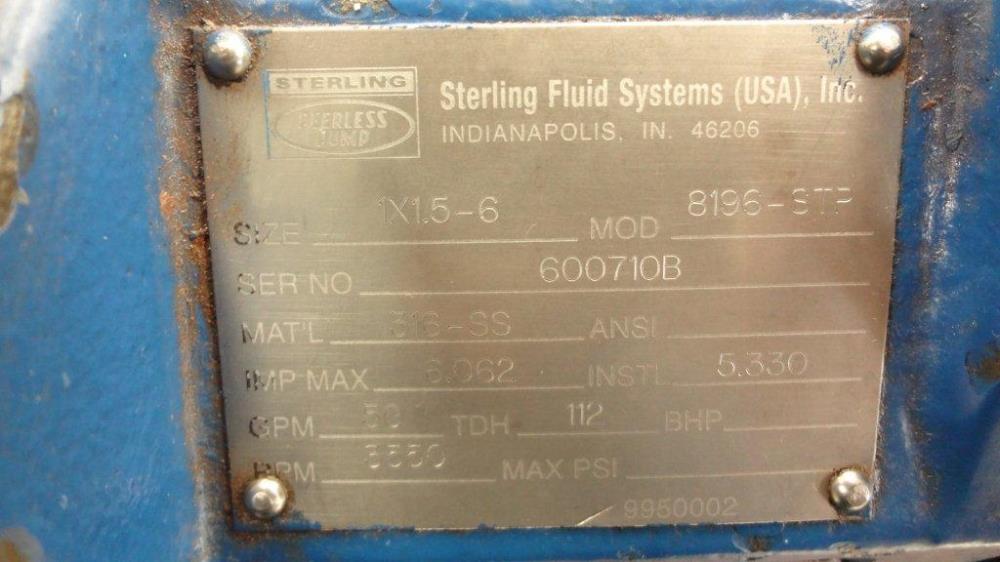 STERLING
PEERLESS
PUMP
Sterling Fluid Systems (USA), Inc.
INDIANAPOLIS, IN. 46206
SIZE 1X1.5-6 MOD 8196-STP
SER NO 600710B
MAT'L 316-SS ANSI
IMP MAX 6.062 INSTL 5.330
GPM 50 TDH 112 BHP
RPM 3550 MAX PSI
9950002